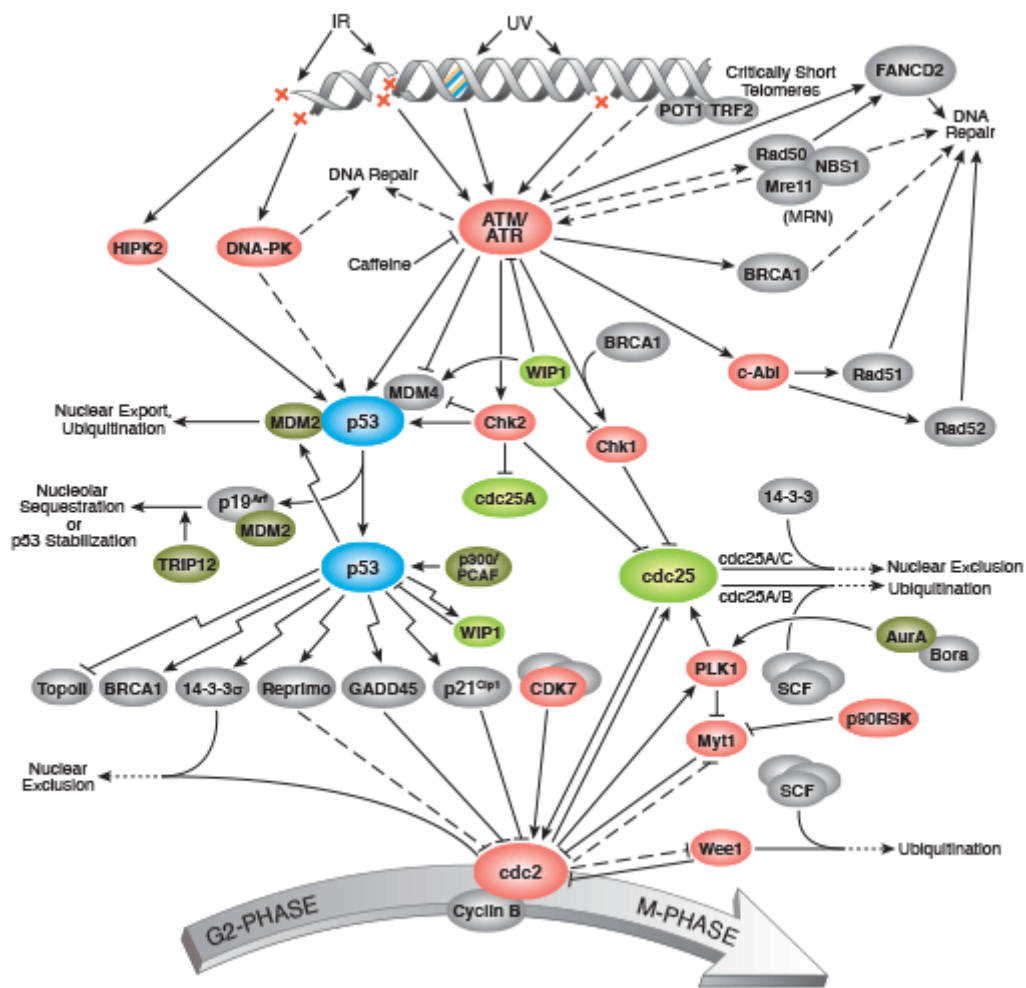 IR
UV
Critically Short
Telomeres
FANCD2
POT1 TRF2
DNA
Repair
Rad50
NBS1
Mre11
(MRN)
DNA Repair
ATM/
ATR
HIPK2
DNA-PK
Caffeine
BRCA1
BRCA1
WIP1
c-Abl
Rad51
MDM4
Nuclear Export,
Ubiquitination
MDM2
p53
Chk2
Rad52
Chk1
Nucleolar
Sequestration
or
p53 Stabilization
p19Arf
MDM2
cdc25A
14-3-3
TRIP12
p53
p300/
PCAF
cdc25
cdc25A/C
Nuclear Exclusion
cdc25A/B
Ubiquitination
WIP1
AurA
Bora
TopoII
BRCA1
14-3-3σ
Reprimo
GADD45
p21Cip1
CDK7
PLK1
SCF
p90RSK
Myt1
Nuclear
Exclusion
SCF
Wee1
Ubiquitination
cdc2
Cyclin B
G2-PHASE
M-PHASE